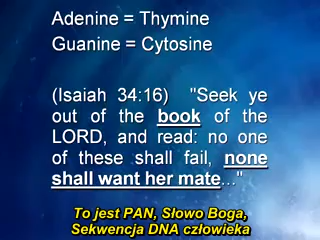 Adenine = Thymine
Guanine = Cytosine
(Isaiah 34:16) "Seek ye
out of the book of the
LORD, and read: no one
of these shall fail, none
shall want her mate..."
To jest PAN, Słowo Boga,
Sekwencja DNA człowieka